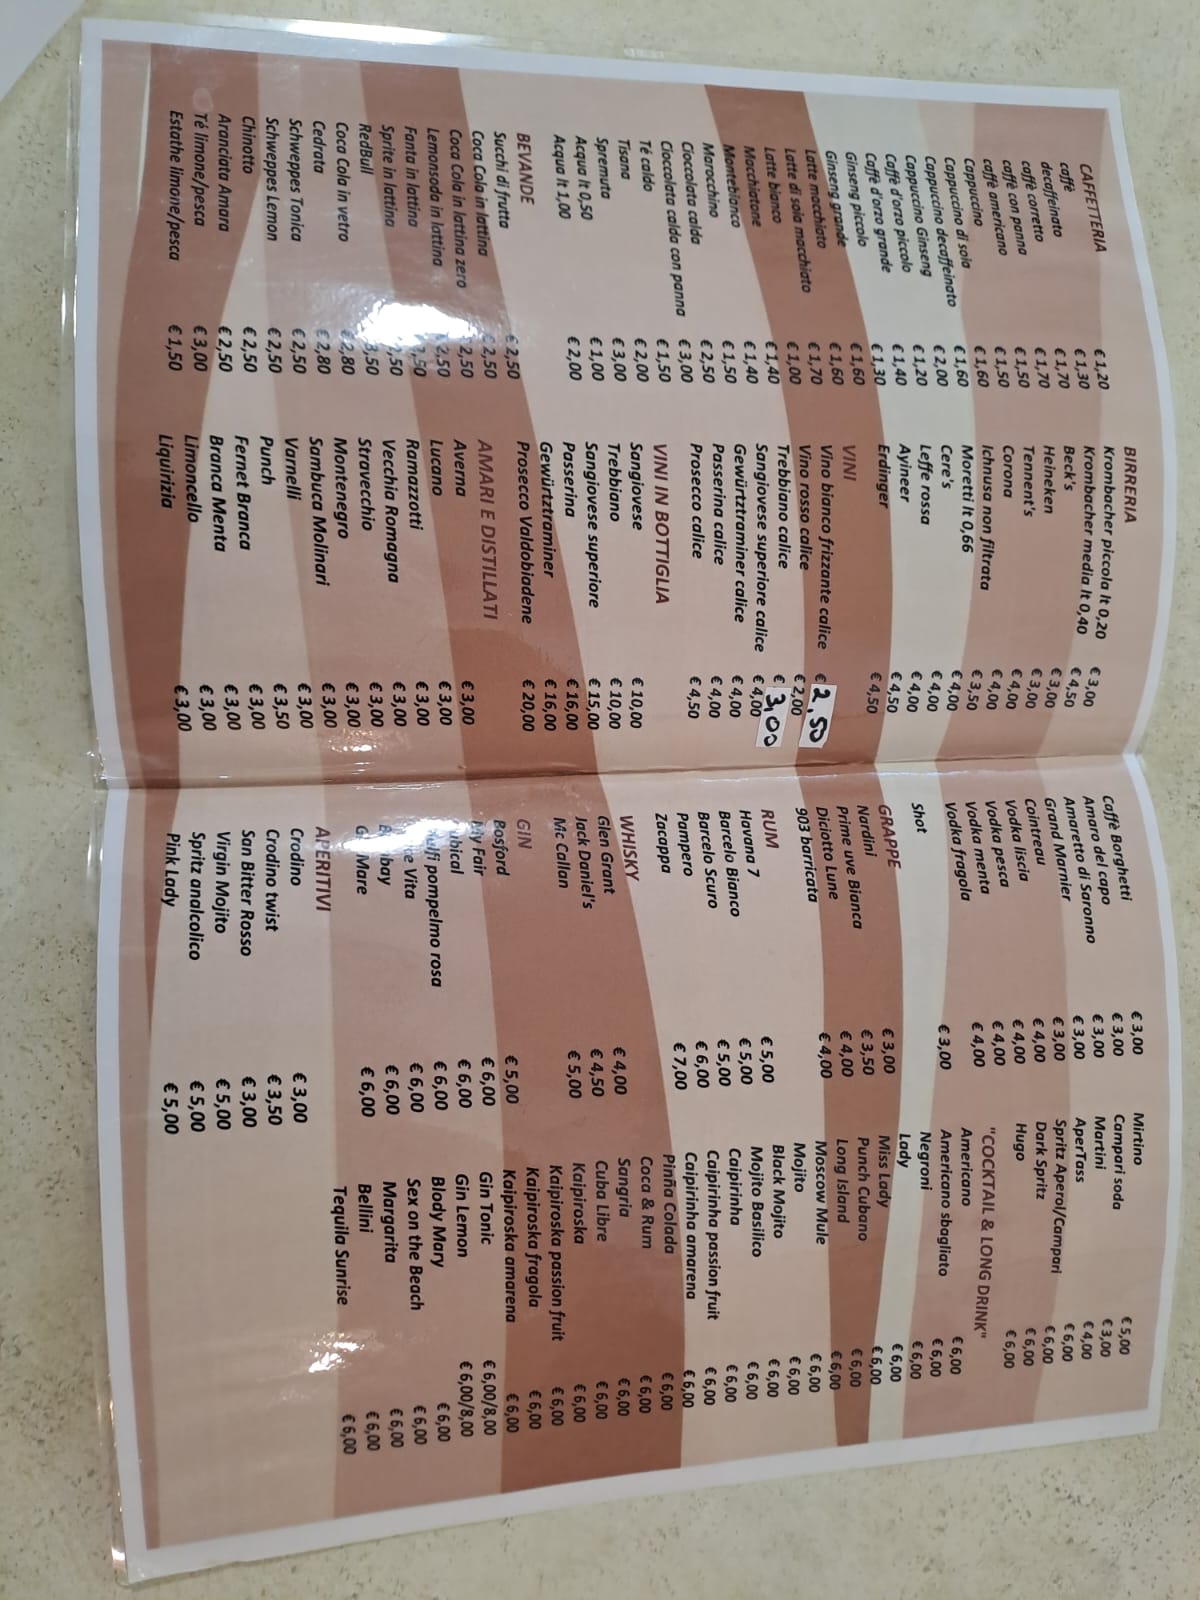 CAFFETTERIA
caffè € 1,20
decaffeinato € 1,30
caffè corretto € 1,70
caffè con panna € 1,70
caffè americano € 1,50
Cappuccino € 1,50
Cappuccino di soia € 1,60
Cappuccino decaffeinato € 1,60
Cappuccino Ginseng € 2,00
Caffè d'orzo piccolo € 1,20
Caffè d'orzo grande € 1,40
Ginseng piccolo € 1,30
Ginseng grande € 1,60
Latte macchiato € 1,60
Latte di soia macchiato € 1,70
Latte bianco € 1,00
Macchiatone € 1,40
Montebianco € 1,40
Marocchino € 1,50
Cioccolata calda € 2,50
Cioccolata calda con panna € 3,00
Té caldo € 1,50
Tisana € 2,00
Spremuta € 3,00
Acqua lt 0,50 € 1,00
Acqua lt 1,00 € 2,00
BEVANDE
Succhi di frutta € 2,50
Coca Cola in lattina € 2,50
Coca Cola in lattina zero 2,50
Lemonsoda in lattina 2,50
Fanta in lattina ,50
Sprite in lattina ,50
RedBull 3,50
Coca Cola in vetro 2,80
Cedrata € 2,80
Schweppes Tonica € 2,50
Schweppes Lemon € 2,50
Chinotto € 2,50
Aranciata Amara € 2,50
Té limone/pesca € 3,00
Estathe limone/pesca € 1,50
BIRRERIA
Krombacher piccola lt 0,20 € 3,00
Krombacher media lt 0,40 € 4,50
Beck's € 3,00
Heineken € 3,00
Tennent's € 4,00
Corona € 4,00
Ichnusa non filtrata € 3,50
Moretti lt 0,66 € 4,00
Cere's € 4,00
Leffe rossa € 4,00
Ayineer € 4,50
Erdinger € 4,50
VINI
Vino bianco frizzante calice € 2,50
Vino rosso calice € 2,00
Trebbiano calice € 3,00
Sangiovese superiore calice € 4,00
Gewürtztraminer calice € 4,00
Passerina calice € 4,00
Prosecco calice € 4,50
VINI IN BOTTIGLIA
Sangiovese € 10,00
Trebbiano € 10,00
Sangiovese superiore € 15,00
Passerina € 16,00
Gewürtztraminer € 16,00
Prosecco Valdobiadene € 20,00
AMARI E DISTILLATI
Averna € 3,00
Lucano € 3,00
Ramazzotti € 3,00
Vecchia Romagna € 3,00
Stravecchio € 3,00
Montenegro € 3,00
Sambuca Molinari € 3,00
Varnelli € 3,00
Punch € 3,50
Fernet Branca € 3,00
Branca Menta € 3,00
Limoncello € 3,00
Liquirizia € 3,00
Caffè Borghetti € 3,00
Amaro del capo € 3,00
Amaretto di Saronno € 3,00
Grand Marnier € 3,00
Cointreau € 3,00
Vodka liscia € 4,00
Vodka pesca € 4,00
Vodka menta € 4,00
Vodka fragola € 4,00
Shot € 3,00
GRAPPE
Nardini € 3,00
Prime uve Bianca € 3,50
Diciotto Lune € 4,00
903 barricata € 4,00
RUM
Havana 7 € 5,00
Barcelo Bianco € 5,00
Barcelo Scuro € 5,00
Pampero € 6,00
Zacappa € 7,00
WHISKY
Glen Grant € 4,00
Jack Daniel's € 4,50
Mc Callan € 5,00
GIN
Bosford € 5,00
My Fair € 6,00
ubical € 6,00
pompelmo rosa € 6,00
Vita € 6,00
bay € 6,00
Mare € 6,00
APERITIVI
Crodino € 3,00
Crodino twist € 3,50
San Bitter Rosso € 3,00
Virgin Mojito € 5,00
Spritz analcolico € 5,00
Pink Lady € 5,00
Mirtino € 5,00
Campari soda € 3,00
Martini € 4,00
AperTass € 6,00
Spritz Aperol/Campari € 6,00
Dark Spritz € 6,00
Hugo € 6,00
"COCKTAIL & LONG DRINK"
Americano € 6,00
Americano sbagliato € 6,00
Negroni € 6,00
Lady € 6,00
Miss Lady € 6,00
Punch Cubano € 6,00
Long Island € 6,00
Moscow Mule € 6,00
Mojito € 6,00
Black Mojito € 6,00
Mojito Basilico € 6,00
Caipirinha € 6,00
Caipirinha passion fruit € 6,00
Caipirinha amarena € 6,00
Pinña Colada € 6,00
Coca & Rum € 6,00
Sangria € 6,00
Cuba Libre € 6,00
Kaipiroska € 6,00
Kaipiroska passion fruit € 6,00
Kaipiroska fragola € 6,00
Kaipiroska amarena € 6,00
Gin Tonic € 6,00/8,00
Gin Lemon € 6,00/8,00
Blody Mary € 6,00
Sex on the Beach € 6,00
Margarita € 6,00
Bellini € 6,00
Tequila Sunrise € 6,00